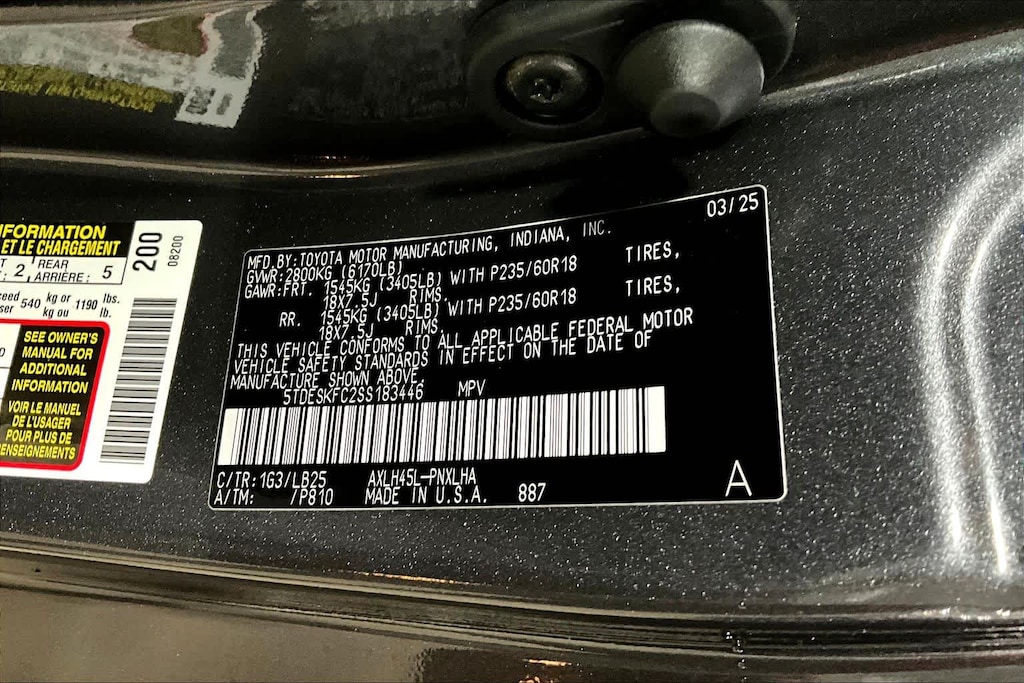 NFORMATION
ET LE CHARGEMENT
2 REAR ARRIÈRE: 5
540 kg or kg ou 1190 lbs. lb.
SEE OWNER'S
MANUAL FOR
ADDITIONAL
INFORMATION
VOIR LE MANUEL
DE L'USAGER
POUR PLUS DE
RENSEIGNEMENTS
200
08200
03/25
MFD. BY: TOYOTA MOTOR MANUFACTURING, INDIANA, INC.
GVWR: 2800KG (6170LB)
GAWR: FRT. 1545KG (3405LB) WITH P235/60R18 TIRES,
18X7.5J RIMS,
RR. 1545KG (3405LB) WITH P235/60R18 TIRES,
18X7.5J RIMS.
THIS VEHICLE CONFORMS TO ALL APPLICABLE FEDERAL MOTOR
VEHICLE SAFETY STANDARDS IN EFFECT ON THE DATE OF
MANUFACTURE SHOWN ABOVE.
5TDESKFC2SS183446 MPV
C/TR: 1G3/LB25 AXLH45L-PNXLHA
A/TM: /P810 MADE IN U.S.A. 887
A